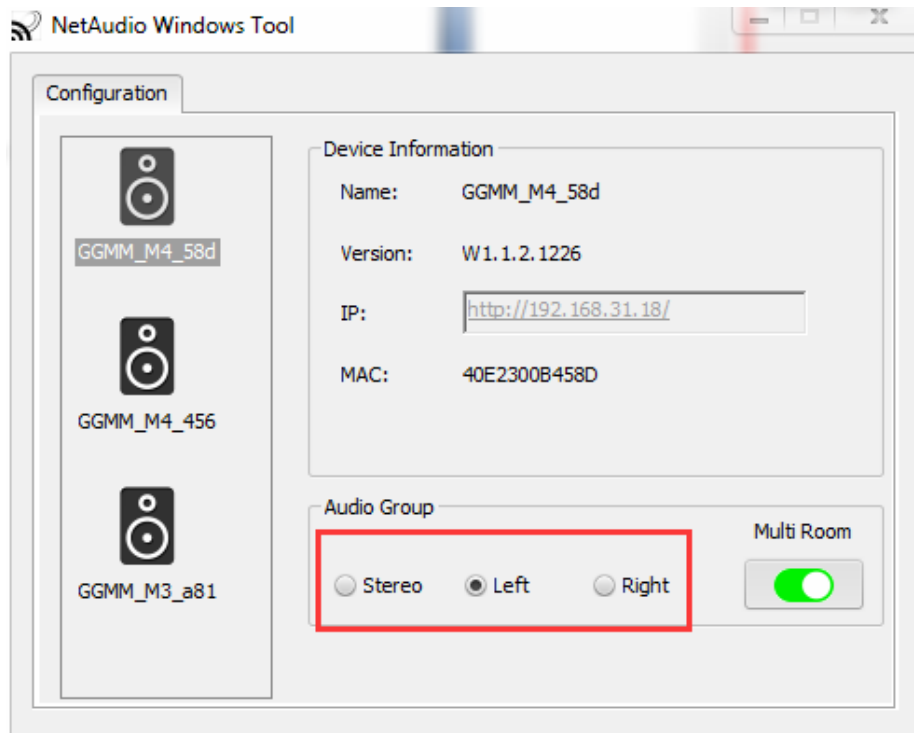 NetAudio Windows Tool
Configuration
GGMM_M4_58d
GGMM_M4_456
GGMM_M3_a81
Device Information
Name: GGMM_M4_58d
Version: W1.1.2.1226
IP: http://192.168.31.18/
MAC: 40E2300B458D
Audio Group
Stereo Left Right
Multi Room